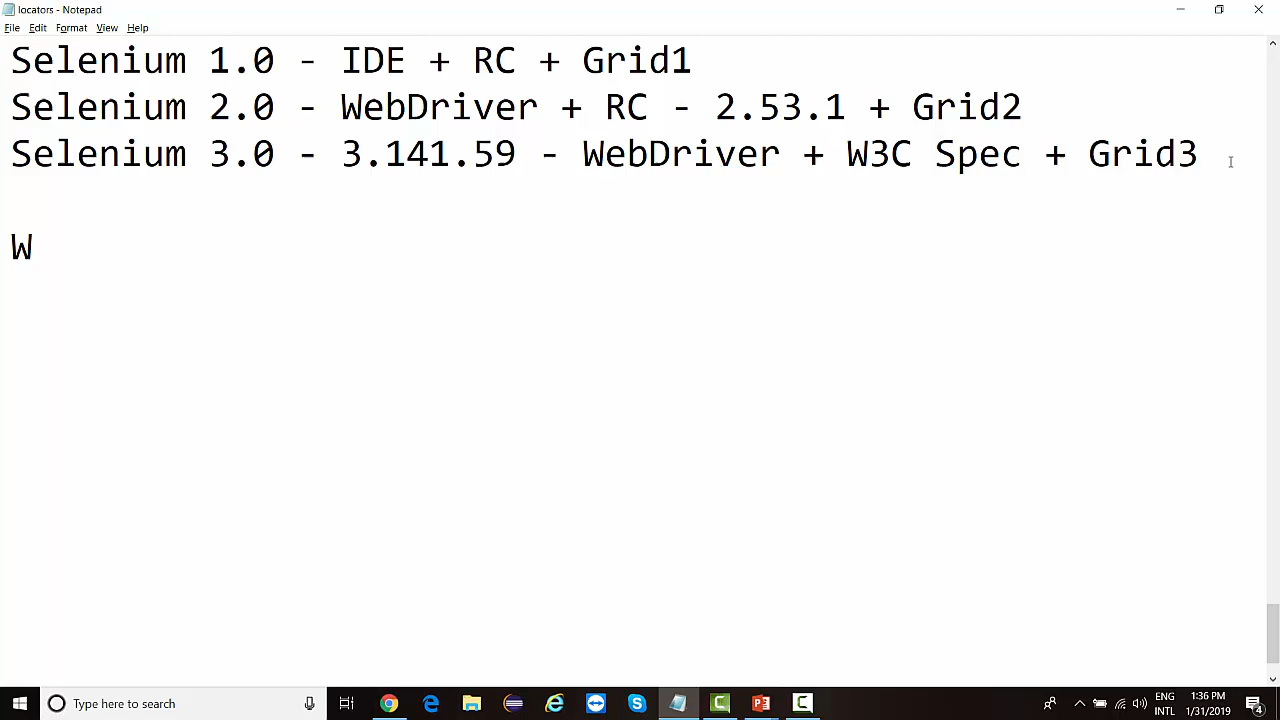 locators - Notepad
File Edit Format View Help
Selenium 1.0 - IDE + RC + Grid1
Selenium 2.0 - WebDriver + RC - 2.53.1 + Grid2
Selenium 3.0 - 3.141.59 - WebDriver + W3C Spec + Grid3
W
Type here to search
ENG
INTL
1:36 PM
1/31/2019
4